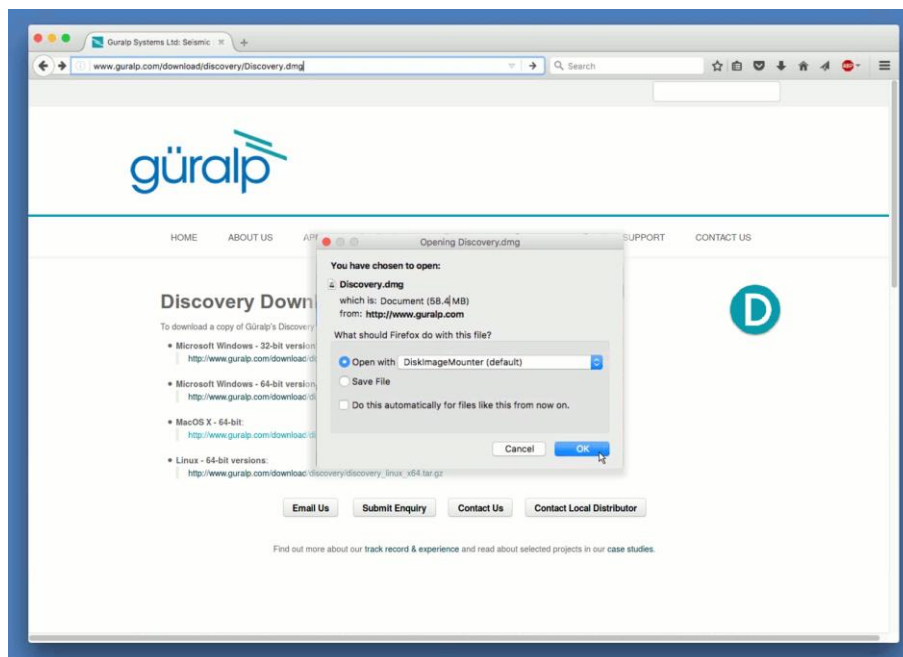 Guralp Systems Ltd: Seismic
www.guralp.com/download/discovery/Discovery.dmg
Search
ABP
güralp
HOME ABOUT US SUPPORT CONTACT US
Opening Discovery.dmg
You have chosen to open:
Discovery.dmg
which is: Document (58.4 MB)
from: http://www.guralp.com
What should Firefox do with this file?
Open with DiskImageMounter (default)
Save File
Do this automatically for files like this from now on.
Cancel OK
D
Discovery Down
To download a copy of Güralp's Discovery
Microsoft Windows - 32-bit version
http://www.guralp.com/download/di
Microsoft Windows - 64-bit version
http://www.guralp.com/download/di
MacOS X - 64-bit:
http://www.guralp.com/download/di
Linux - 64-bit versions:
http://www.guralp.com/download/discovery/discovery_linux_x64.tar.gz
Email Us Submit Enquiry Contact Us Contact Local Distributor
Find out more about our track record & experience and read about selected projects in our case studies.